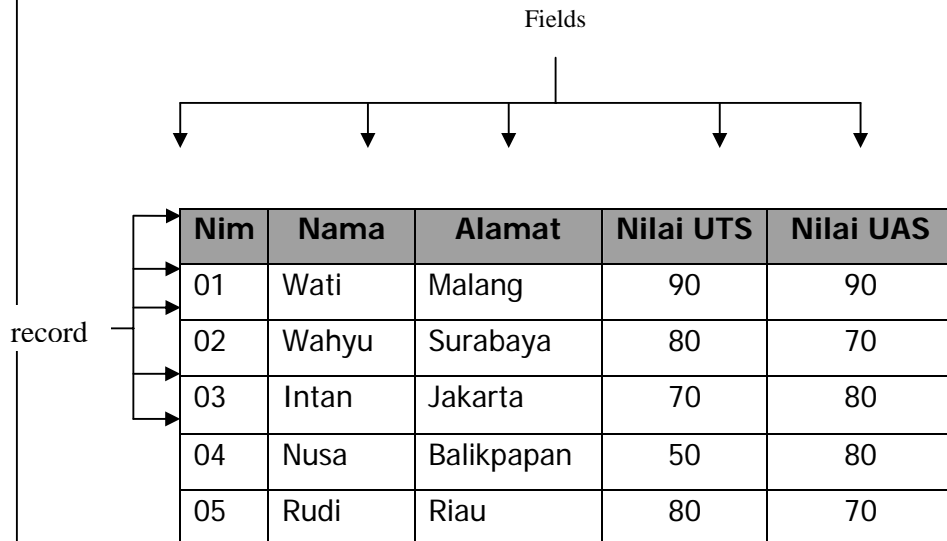 Fields
Nim Nama Alamat Nilai UTS Nilai UAS
01 Wati Malang 90 90
record
02 Wahyu Surabaya 80 70
03 Intan Jakarta 70 80
04 Nusa Balikpapan 50 80
05 Rudi Riau 80 70